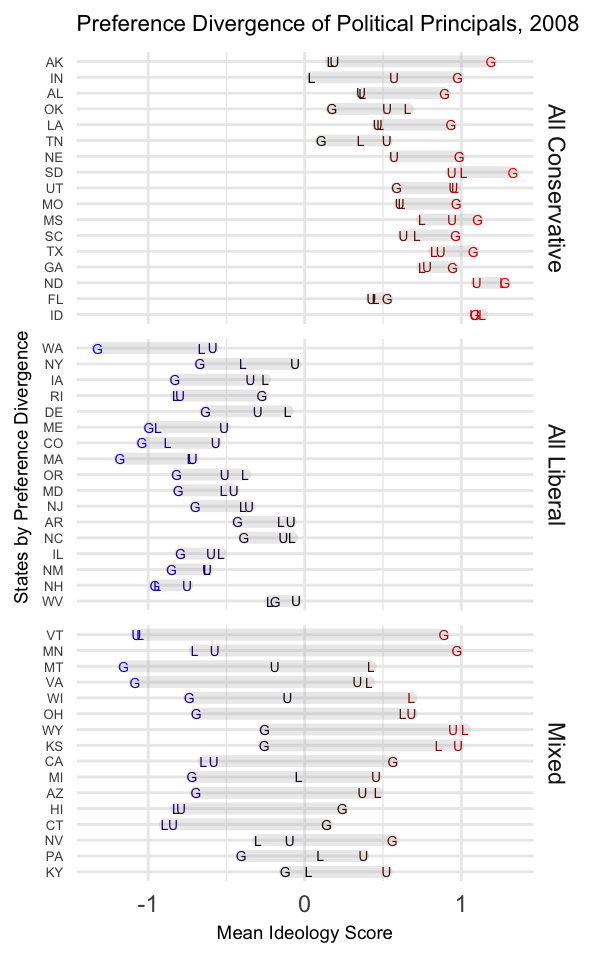 Preference Divergence of Political Principals, 2008
States by Preference Divergence
AK L U G
IN L U G
AL U L G
OK G U L
LA U L G
TN G L U
NE U G
SD U L G
UT G U L
MO U L G
MS L U G
SC U L G
TX L U G
GA L U G
ND U G
FL U L G
ID G L
All Conservative
WA G L U
NY G L U
IA G U L
RI L U G
DE G U L
ME G L U
CO G L U
MA G L U
OR G U L
MD G L U
NJ G L U
AR G L U
NC G U L
IL G U L
NM G U
NH G L U
WV L G U
All Liberal
VT U L G
MN L U G
MT G U L
VA G U L
WI G U L
OH G L U
WY G U L
KS G L U
CA L U G
MI G L U
AZ G U L
HI L U G
CT L U G
NV L U G
PA G L U
KY G L U
Mixed
-1 0 1
Mean Ideology Score